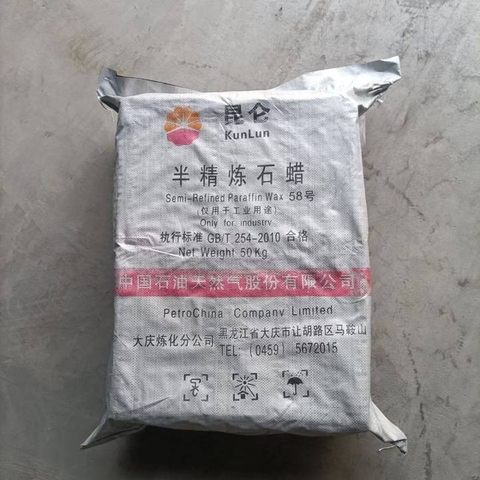 昆仑
KunLun
半精炼石蜡
Semi-Refined Paraffin Wax 58号
(仅用于工业用途)
Only for industry
执行标准 GB/T 254-2010 合格
Net Weight 50Kg
中国石油天然气股份有限公司
PetroChina Company Limited
大庆炼化分公司 黑龙江省大庆市让胡路区马鞍山
TEL: (0459) 5672015